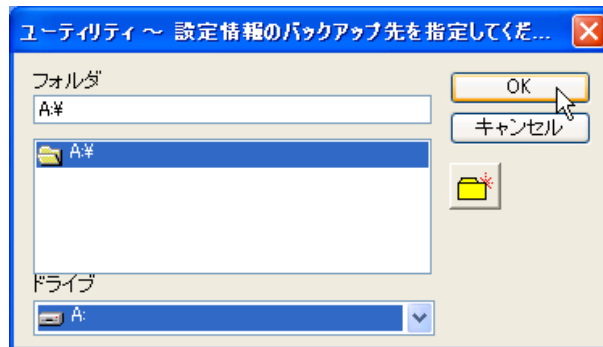 ユーティリティ ～ 設定情報のバックアップ先を指定してくだ...
フォルダ
A:¥
OK
キャンセル
A:¥
ドライブ
A: